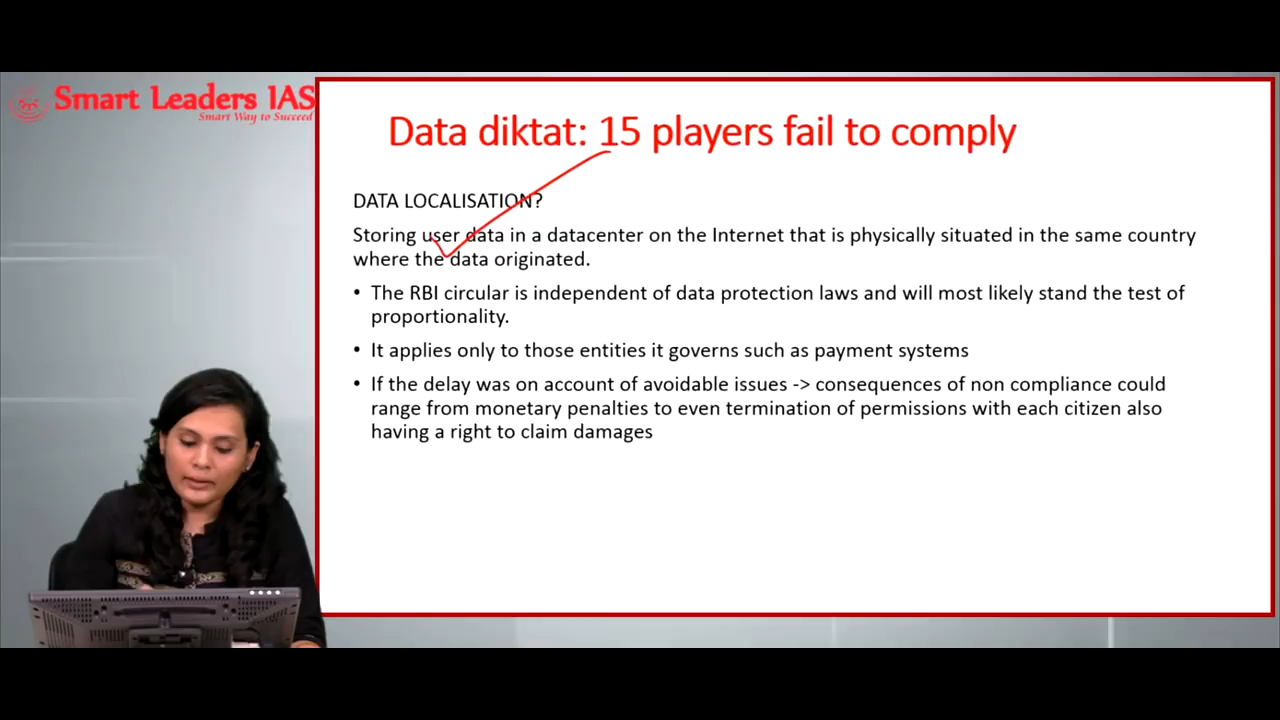 Smart Leaders IAS
Smart Way to Succeed
Data diktat: 15 players fail to comply
DATA LOCALISATION?
Storing user data in a datacenter on the Internet that is physically situated in the same country
where the data originated.
• The RBI circular is independent of data protection laws and will most likely stand the test of
proportionality.
• It applies only to those entities it governs such as payment systems
• If the delay was on account of avoidable issues -> consequences of non compliance could
range from monetary penalties to even termination of permissions with each citizen also
having a right to claim damages